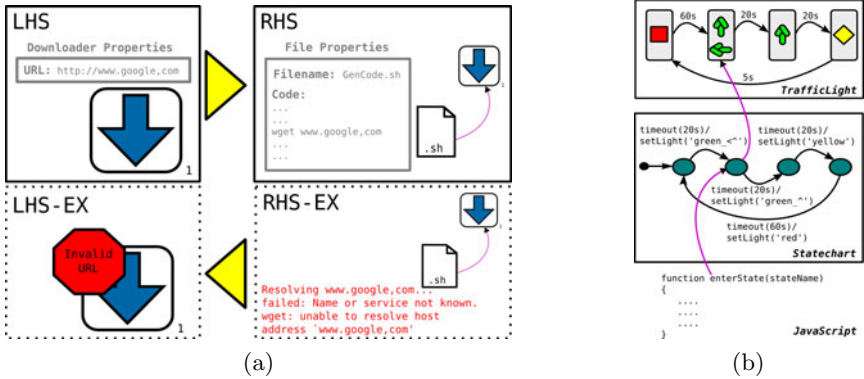 LHS
Downloader Properties
URL: http://www.google,com
1
RHS
File Properties
Filename: GenCode.sh
Code:
...
...
wget www.google,com
...
...
.sh
1
LHS-EX
Invalid
URL
1
RHS-EX
.sh
1
Resolving www.google,com...
failed: Name or service not known.
wget: unable to resolve host
address `www.google,com'
(a)
60s
20s
20s
5s
TrafficLight
timeout(20s)/
setLight('green_<^')
timeout(20s)/
setLight('yellow')
timeout(20s)/
setLight('green_^')
timeout(60s)/
setLight('red')
Statechart
function enterState(stateName)
{
....
....
....
}
JavaScript
(b)